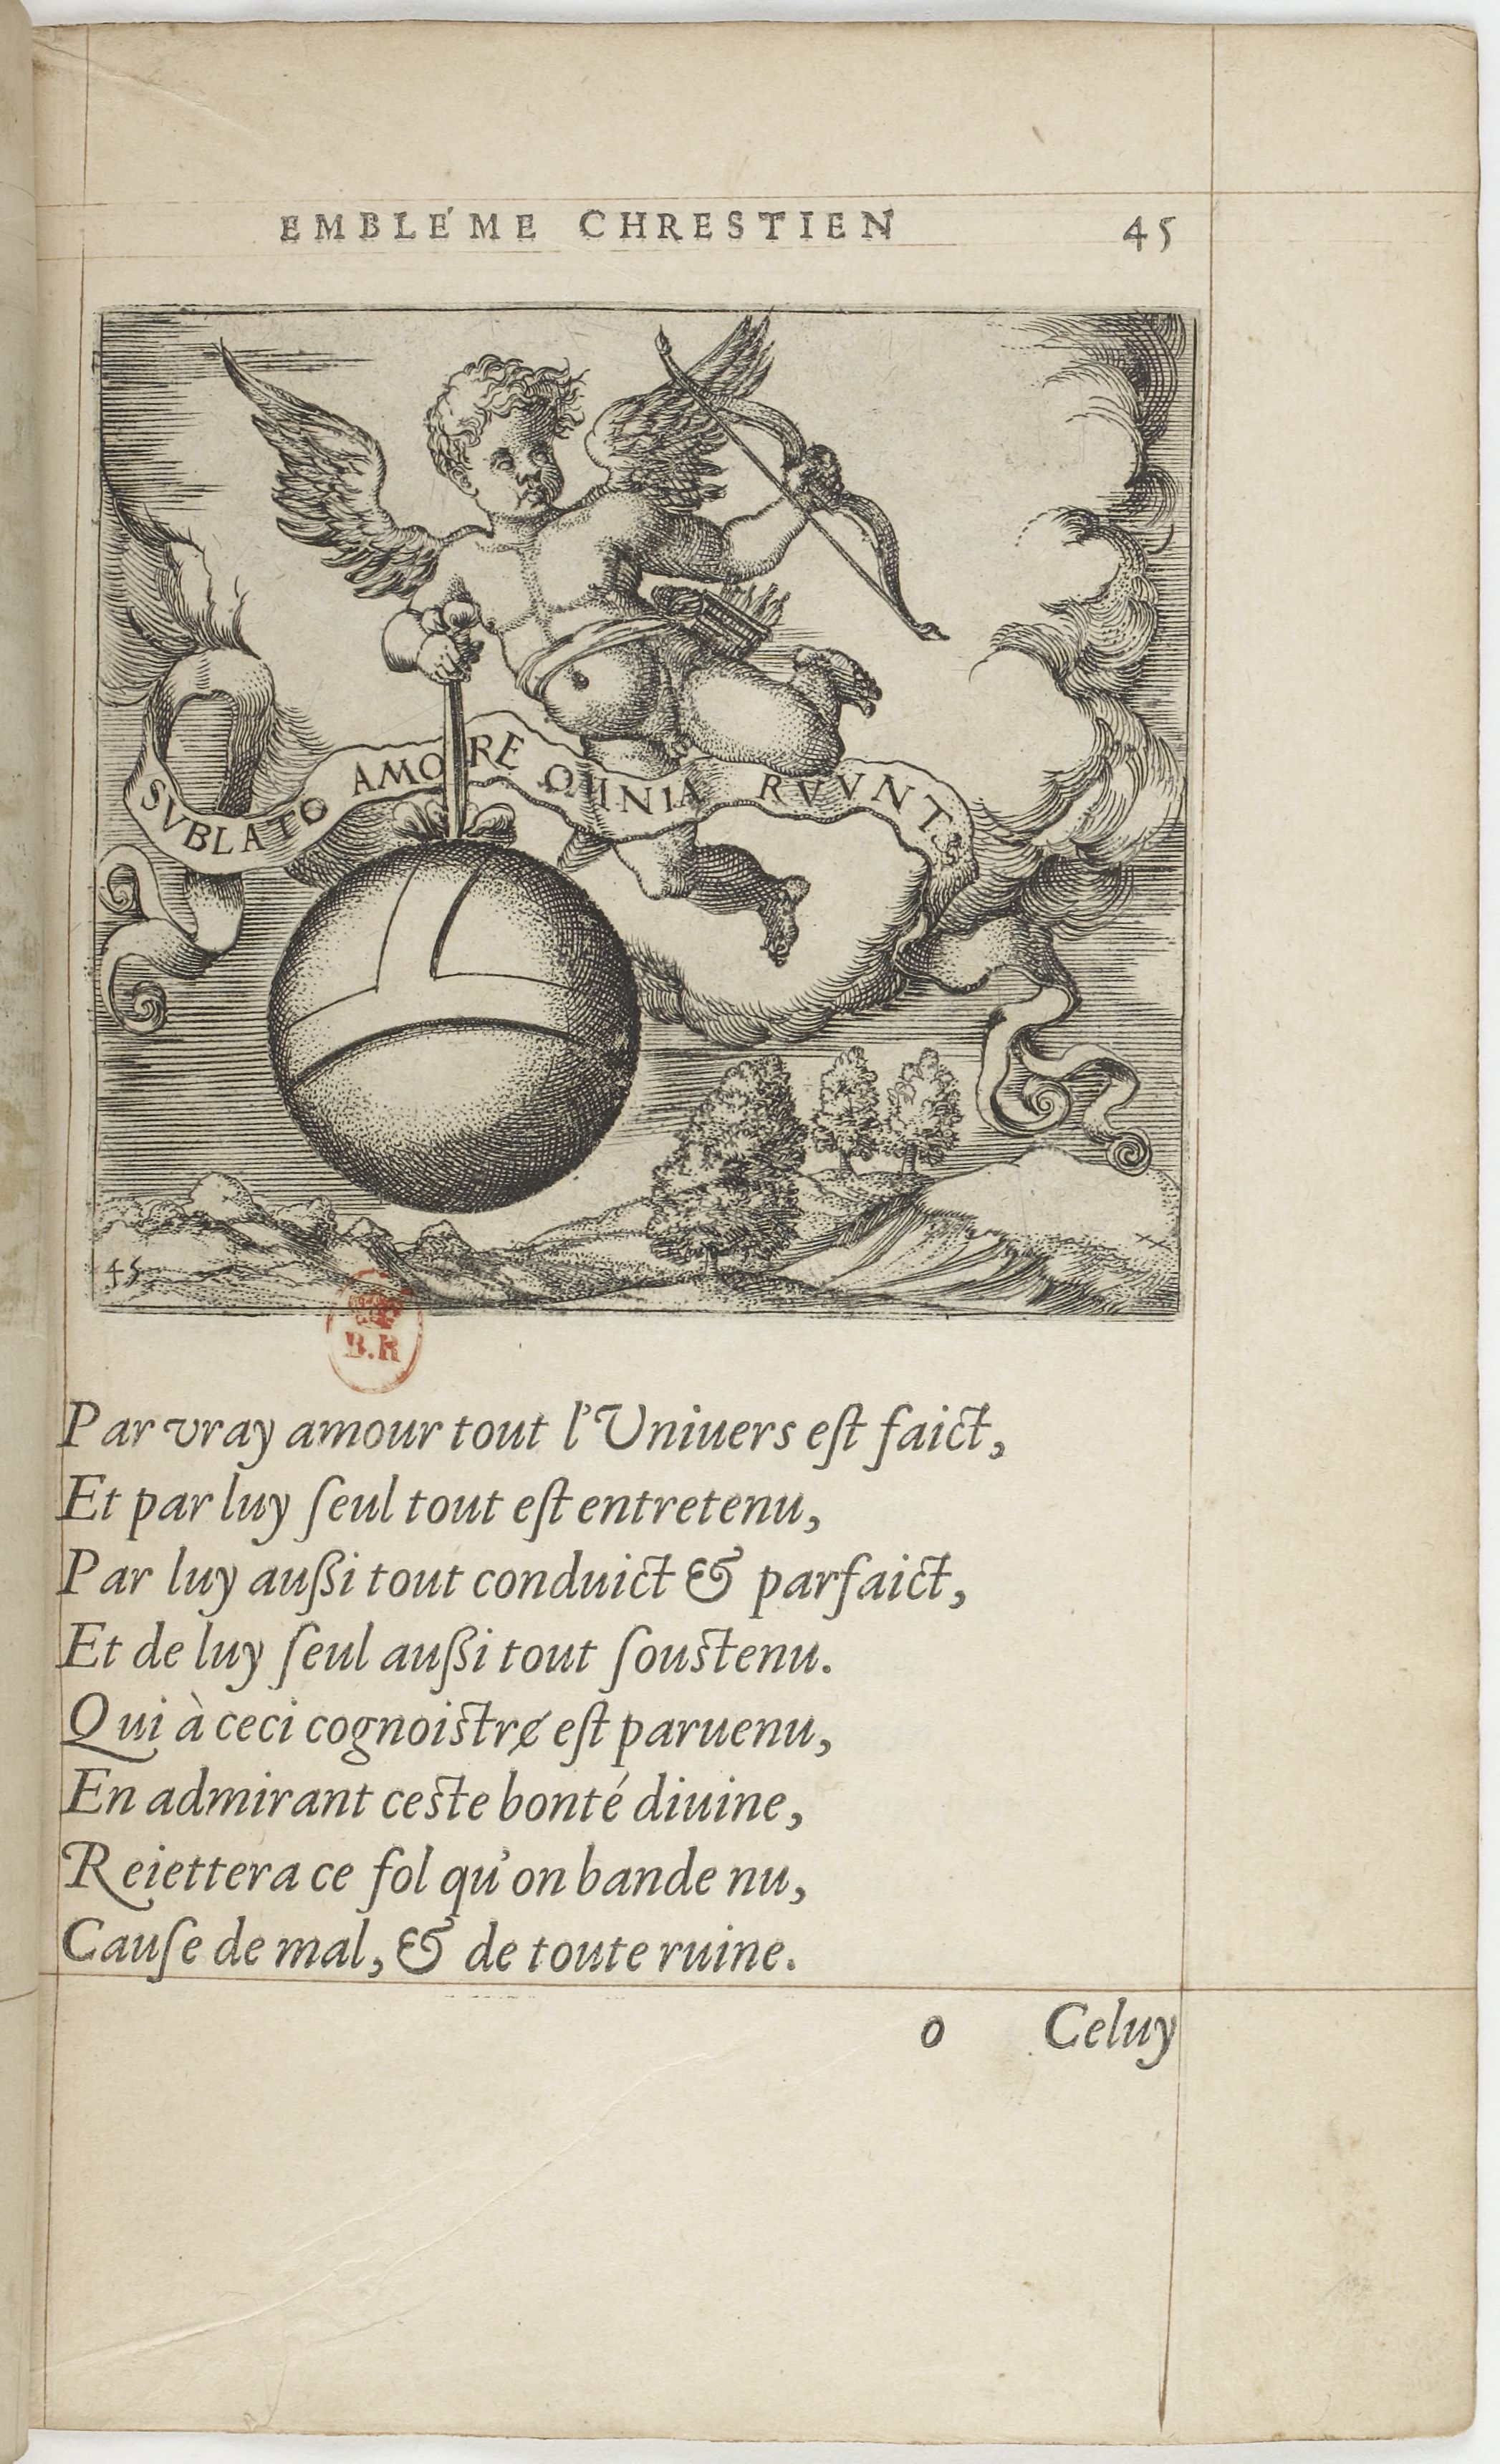 EMBLÉME CHRESTIEN 45
SVBLATO AMORE OMNIA RVVNT.
45
B.R
Par vray amour tout l'Uniuers eſt faict,
Et par luy ſeul tout eſt entretenu,
Par luy außi tout conduict & parfaict,
Et de luy ſeul außi tout ſoustenu.
Qui à ceci cognoistrɇ eſt paruenu,
En admirant ceste bonté diuine,
Reiettera ce fol qu'on bande nu,
Cauſe de mal, & de toute ruine.
o Celuy